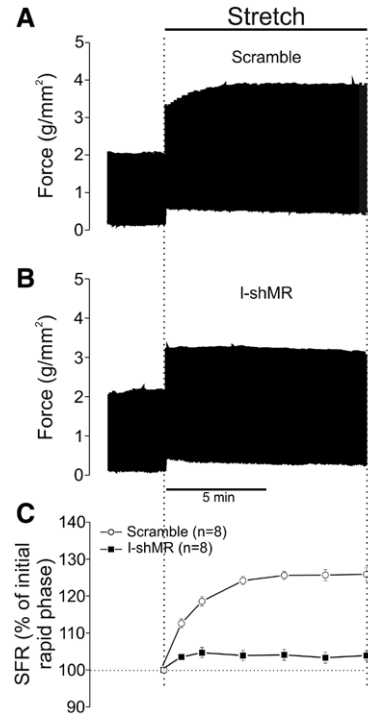 Stretch
A
Scramble
5
4
3
2
1
0
Force (g/mm²)
B
I-shMR
5
4
3
2
1
0
Force (g/mm²)
5 min
C
140
130
120
110
100
90
SFR (% of initial
rapid phase)
Scramble (n=8)
I-shMR (n=8)